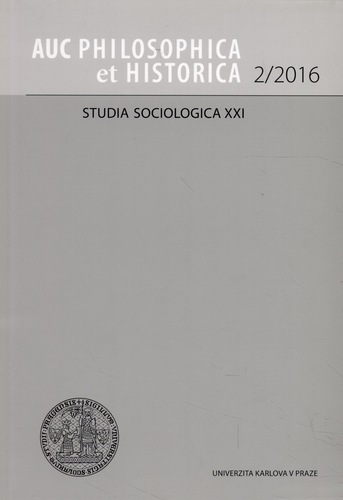 AUC PHILOSOPHICA
et HISTORICA 2/2016
STUDIA SOCIOLOGICA XXI
UNIVERZITA KARLOVA V PRAZE